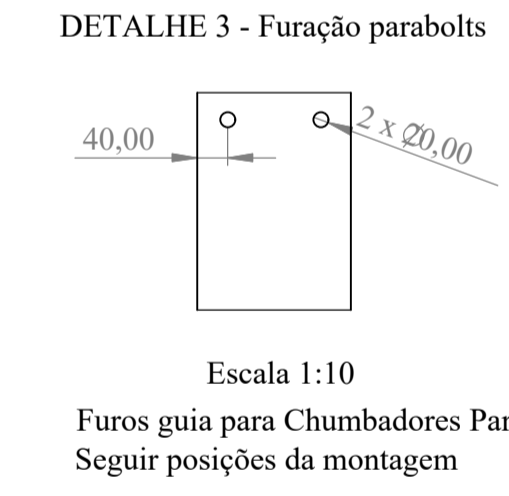 DETALHE 3 - Furação parabolts
40,00
2 x Ø20,00
Escala 1:10
Furos guia para Chumbadores
Seguir posições da montagem